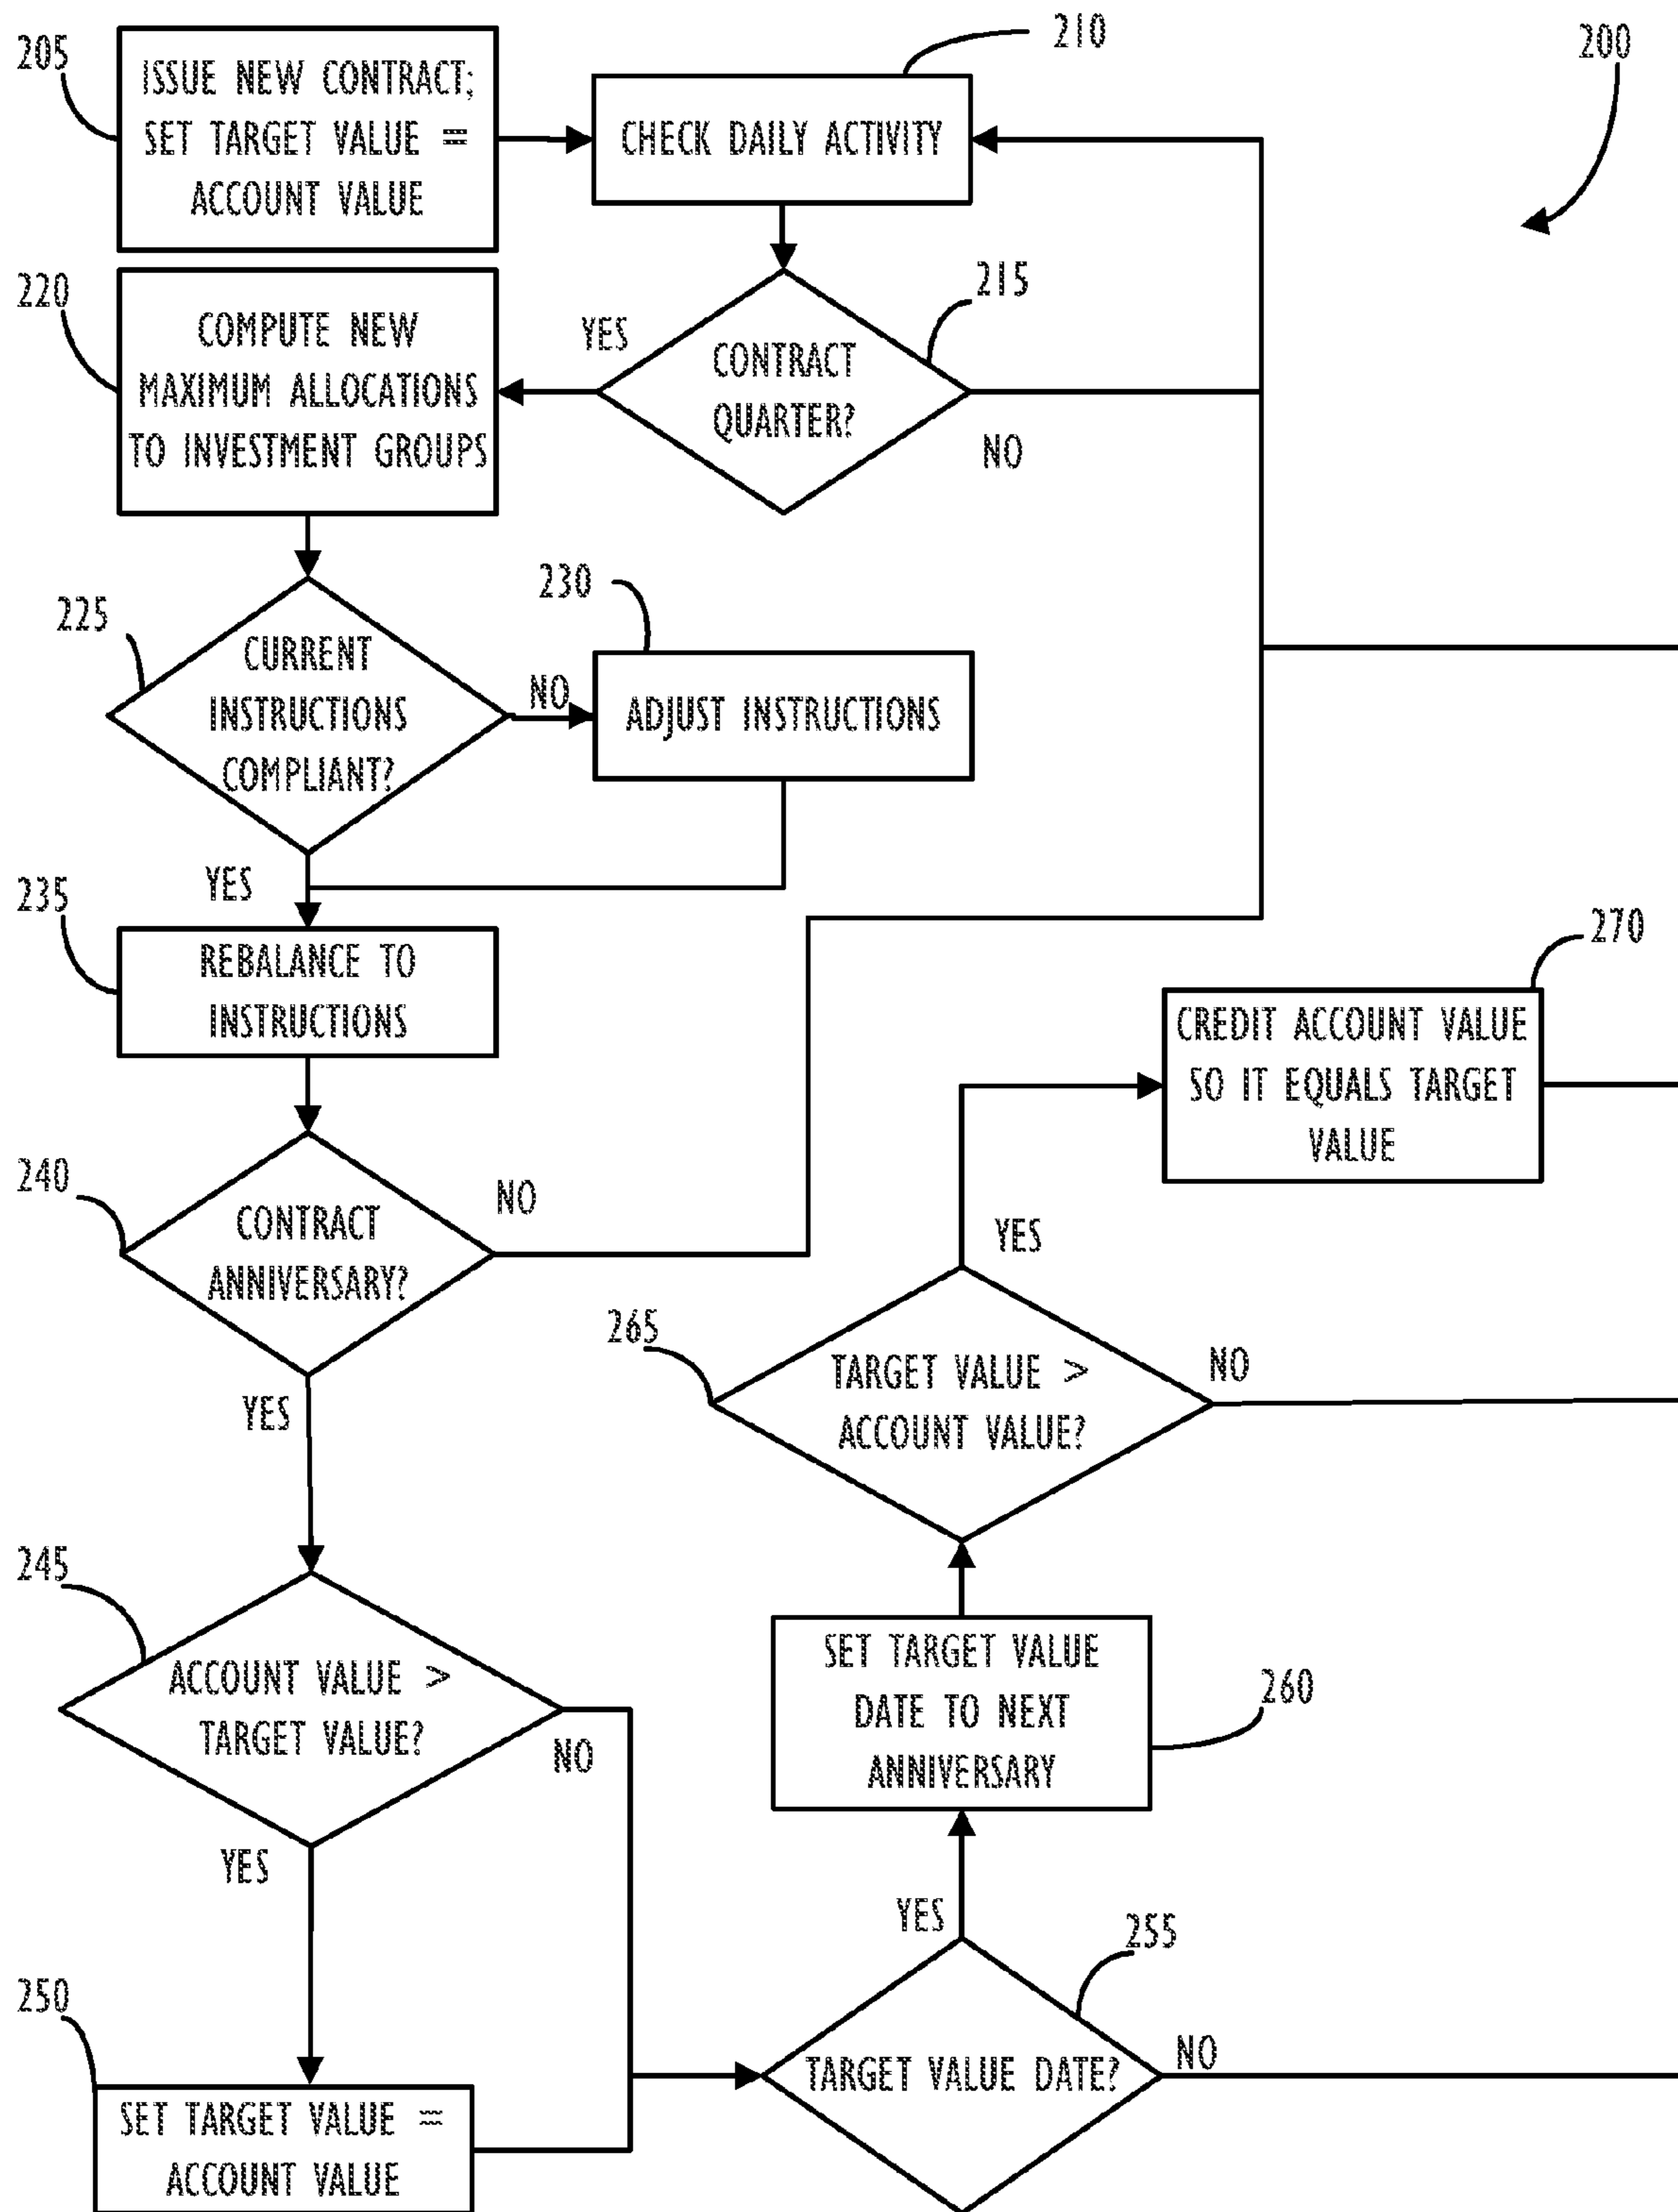 205
ISSUE NEW CONTRACT;
SET TARGET VALUE =
ACCOUNT VALUE
210
CHECK DAILY ACTIVITY
200
220
COMPUTE NEW
MAXIMUM ALLOCATIONS
TO INVESTMENT GROUPS
YES
215
CONTRACT
QUARTER?
NO
225
CURRENT
INSTRUCTIONS
COMPLIANT?
NO
230
ADJUST INSTRUCTIONS
YES
235
REBALANCE TO
INSTRUCTIONS
270
CREDIT ACCOUNT VALUE
SO IT EQUALS TARGET
VALUE
240
CONTRACT
ANNIVERSARY?
NO
YES
YES
265
TARGET VALUE >
ACCOUNT VALUE?
NO
245
ACCOUNT VALUE >
TARGET VALUE?
NO
YES
SET TARGET VALUE
DATE TO NEXT
ANNIVERSARY
260
YES
255
TARGET VALUE DATE?
NO
250
SET TARGET VALUE =
ACCOUNT VALUE